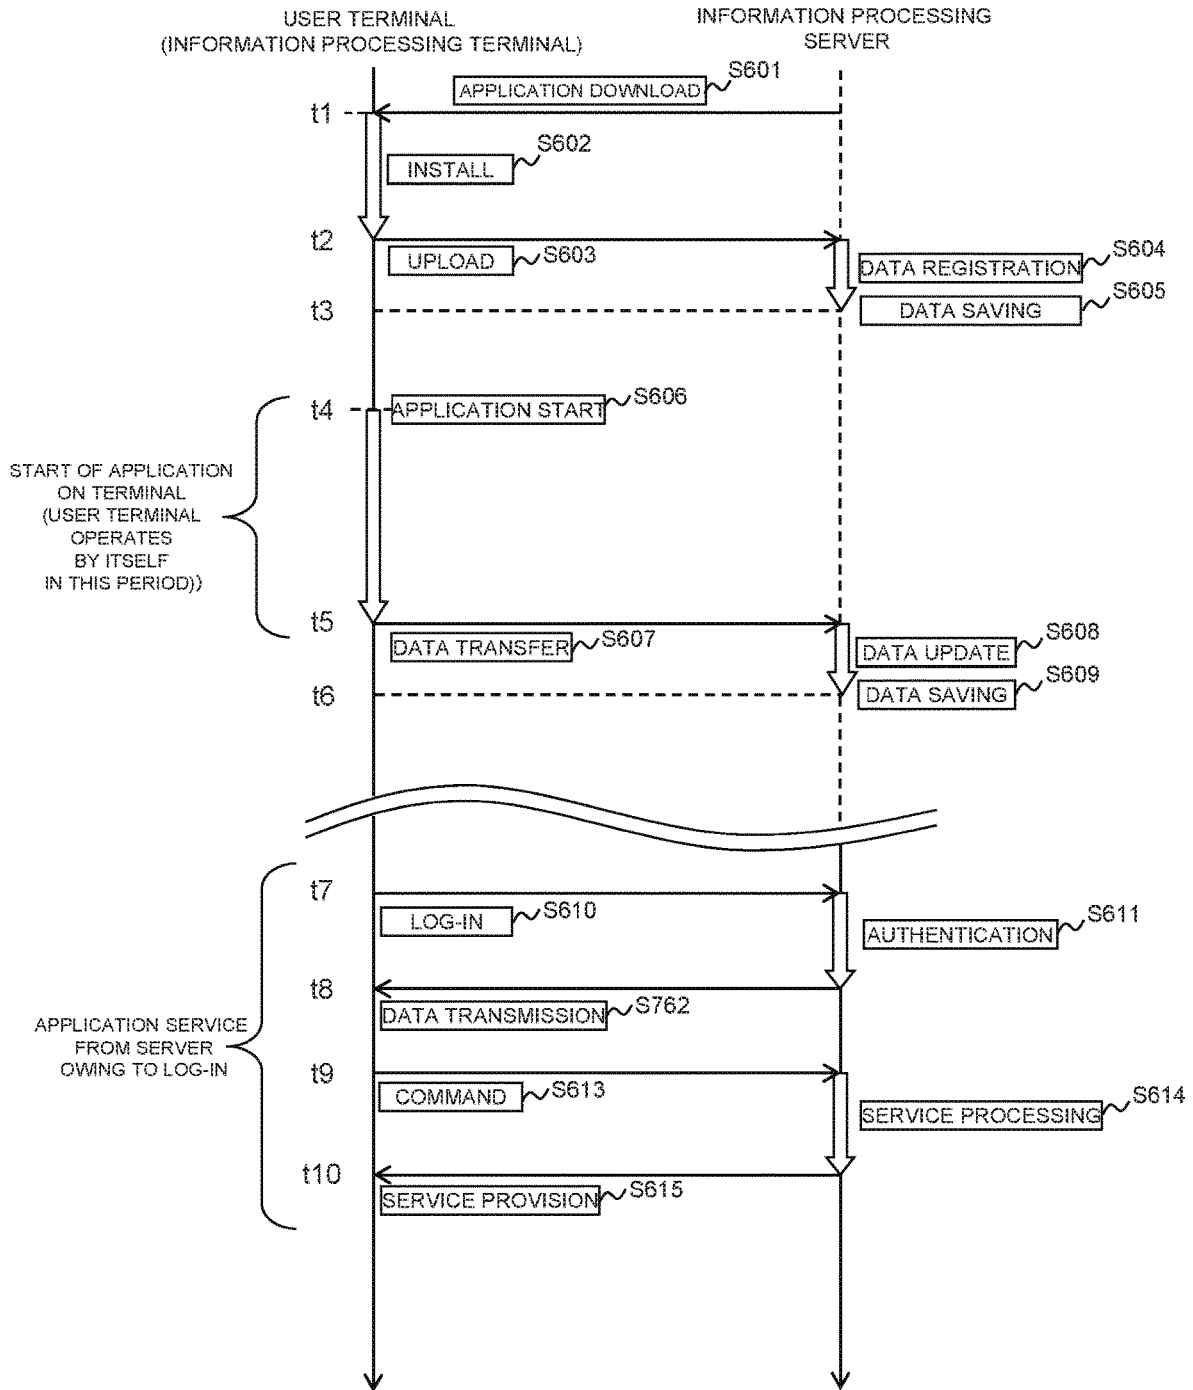 USER TERMINAL
(INFORMATION PROCESSING TERMINAL)
INFORMATION PROCESSING
SERVER
S601
APPLICATION DOWNLOAD
t1
S602
INSTALL
t2
UPLOAD
S603
S604
DATA REGISTRATION
S605
DATA SAVING
t3
t4
APPLICATION START
S606
START OF APPLICATION
ON TERMINAL
(USER TERMINAL
OPERATES
BY ITSELF
IN THIS PERIOD))
t5
DATA TRANSFER
S607
S608
DATA UPDATE
S609
DATA SAVING
t6
t7
LOG-IN
S610
S611
AUTHENTICATION
t8
DATA TRANSMISSION
S762
APPLICATION SERVICE
FROM SERVER
OWING TO LOG-IN
t9
COMMAND
S613
S614
SERVICE PROCESSING
t10
SERVICE PROVISION
S615